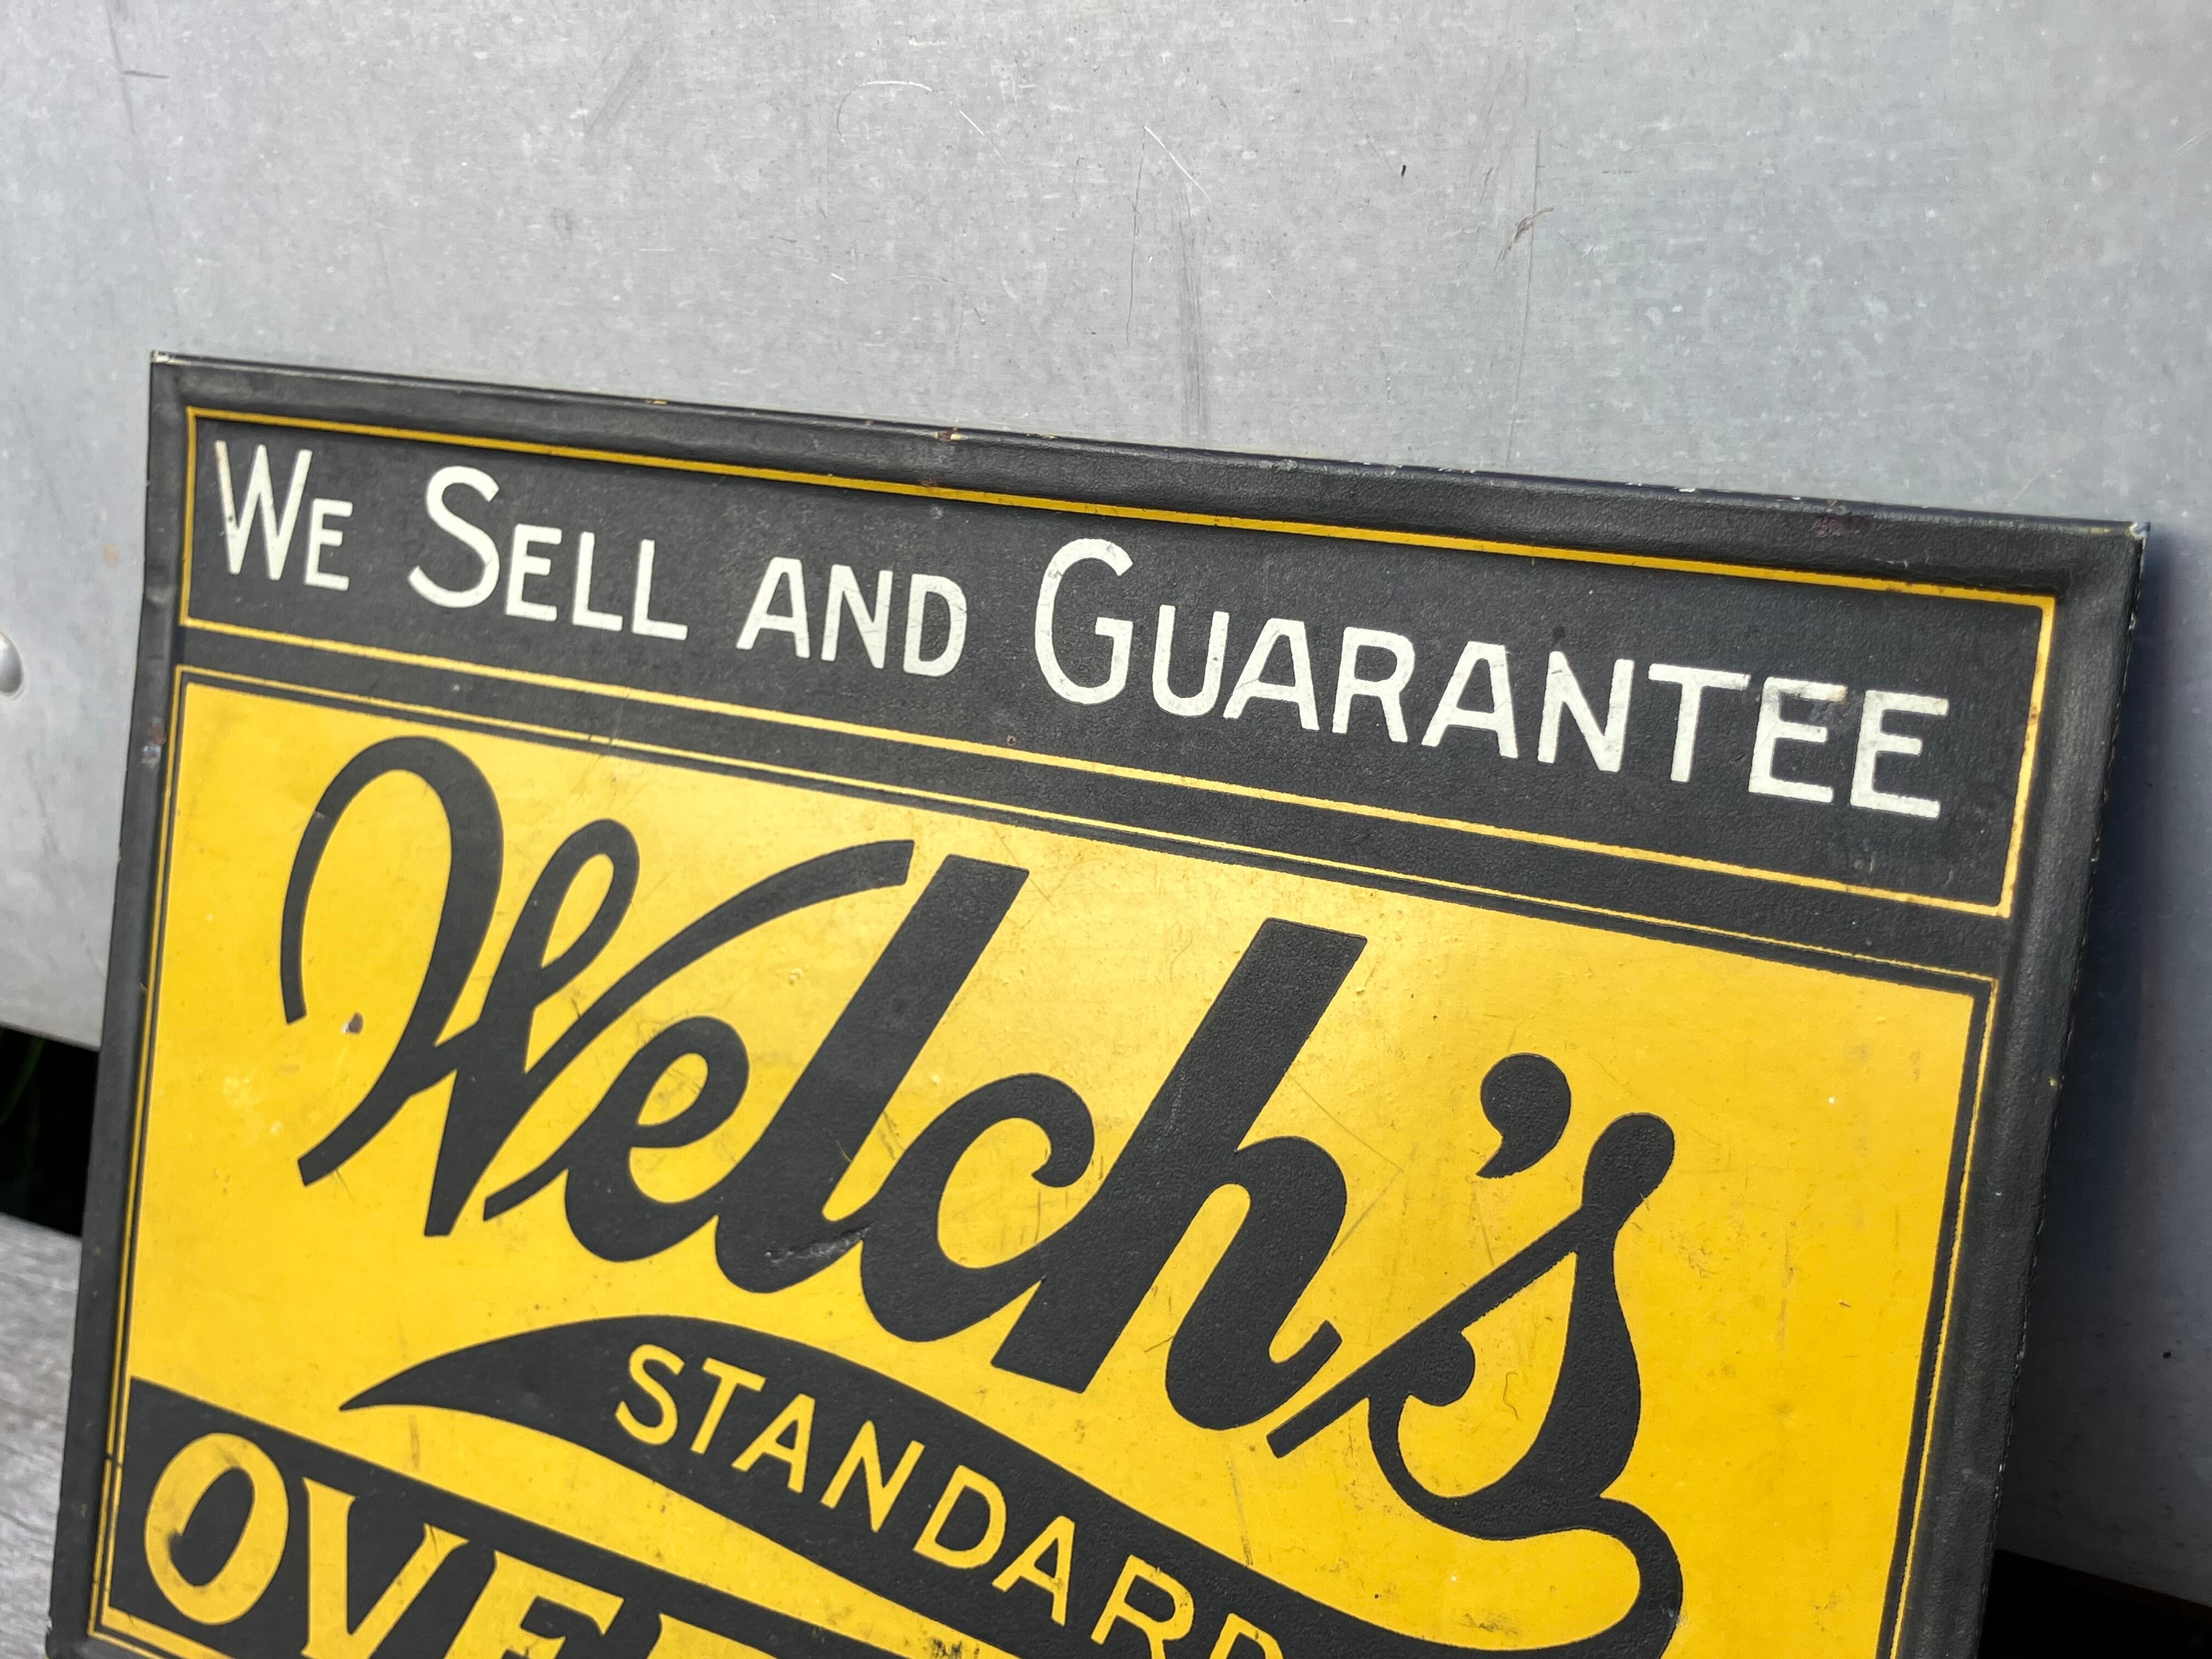 We Sell and Guarantee
Welch's
STANDARD